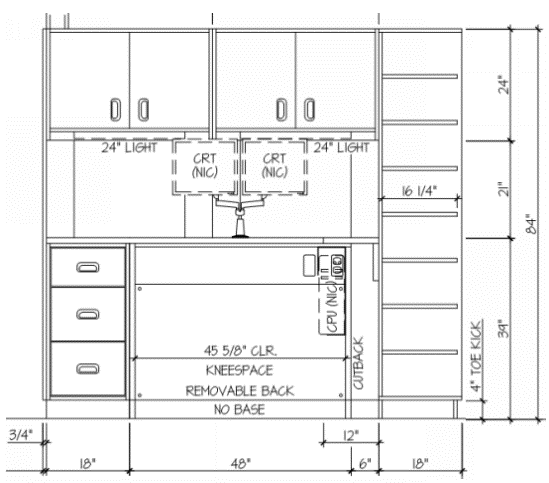 24" LIGHT
CRT
(NIC)
CRT
(NIC)
24" LIGHT
16 1/4"
24"
21"
84"
39"
CPU (NIC)
45 5/8" CLR.
KNEESPACE
REMOVABLE BACK
NO BASE
CUTBACK
4" TOE KICK
3/4"
12"
18"
48"
6"
18"